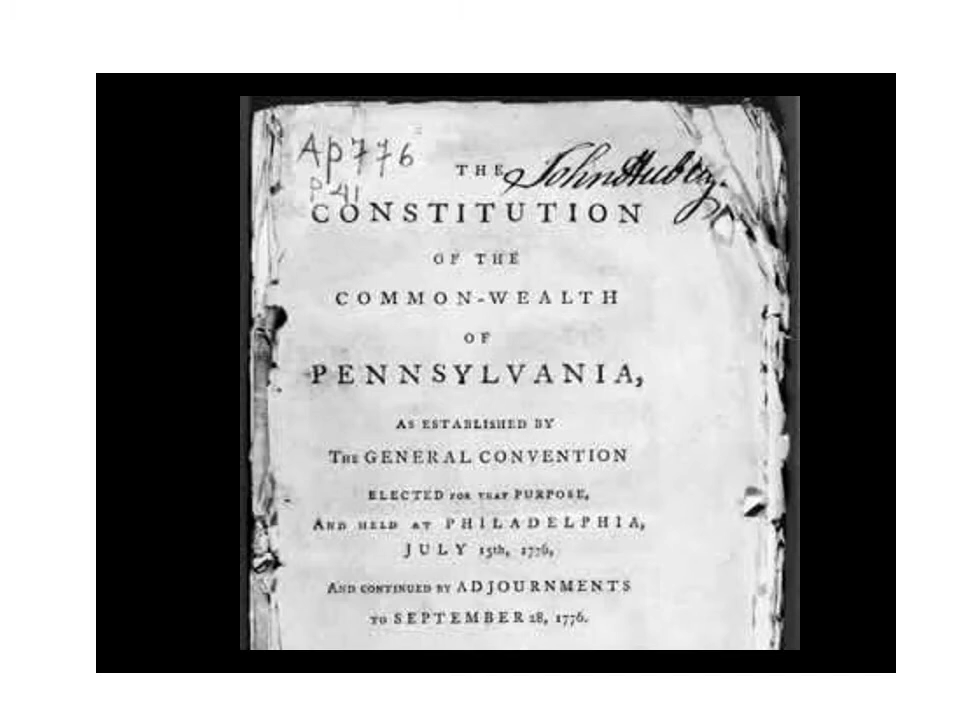 Ap776
P41
THE John Hubley.
CONSTITUTION
OF THE
COMMON-WEALTH
OF
PENNSYLVANIA,
AS ESTABLISHED BY
THE GENERAL CONVENTION
ELECTED FOR THAT PURPOSE,
AND HELD AT PHILADELPHIA,
JULY 15th, 1776,
AND CONTINUED BY ADJOURNMENTS
TO SEPTEMBER 28, 1776.